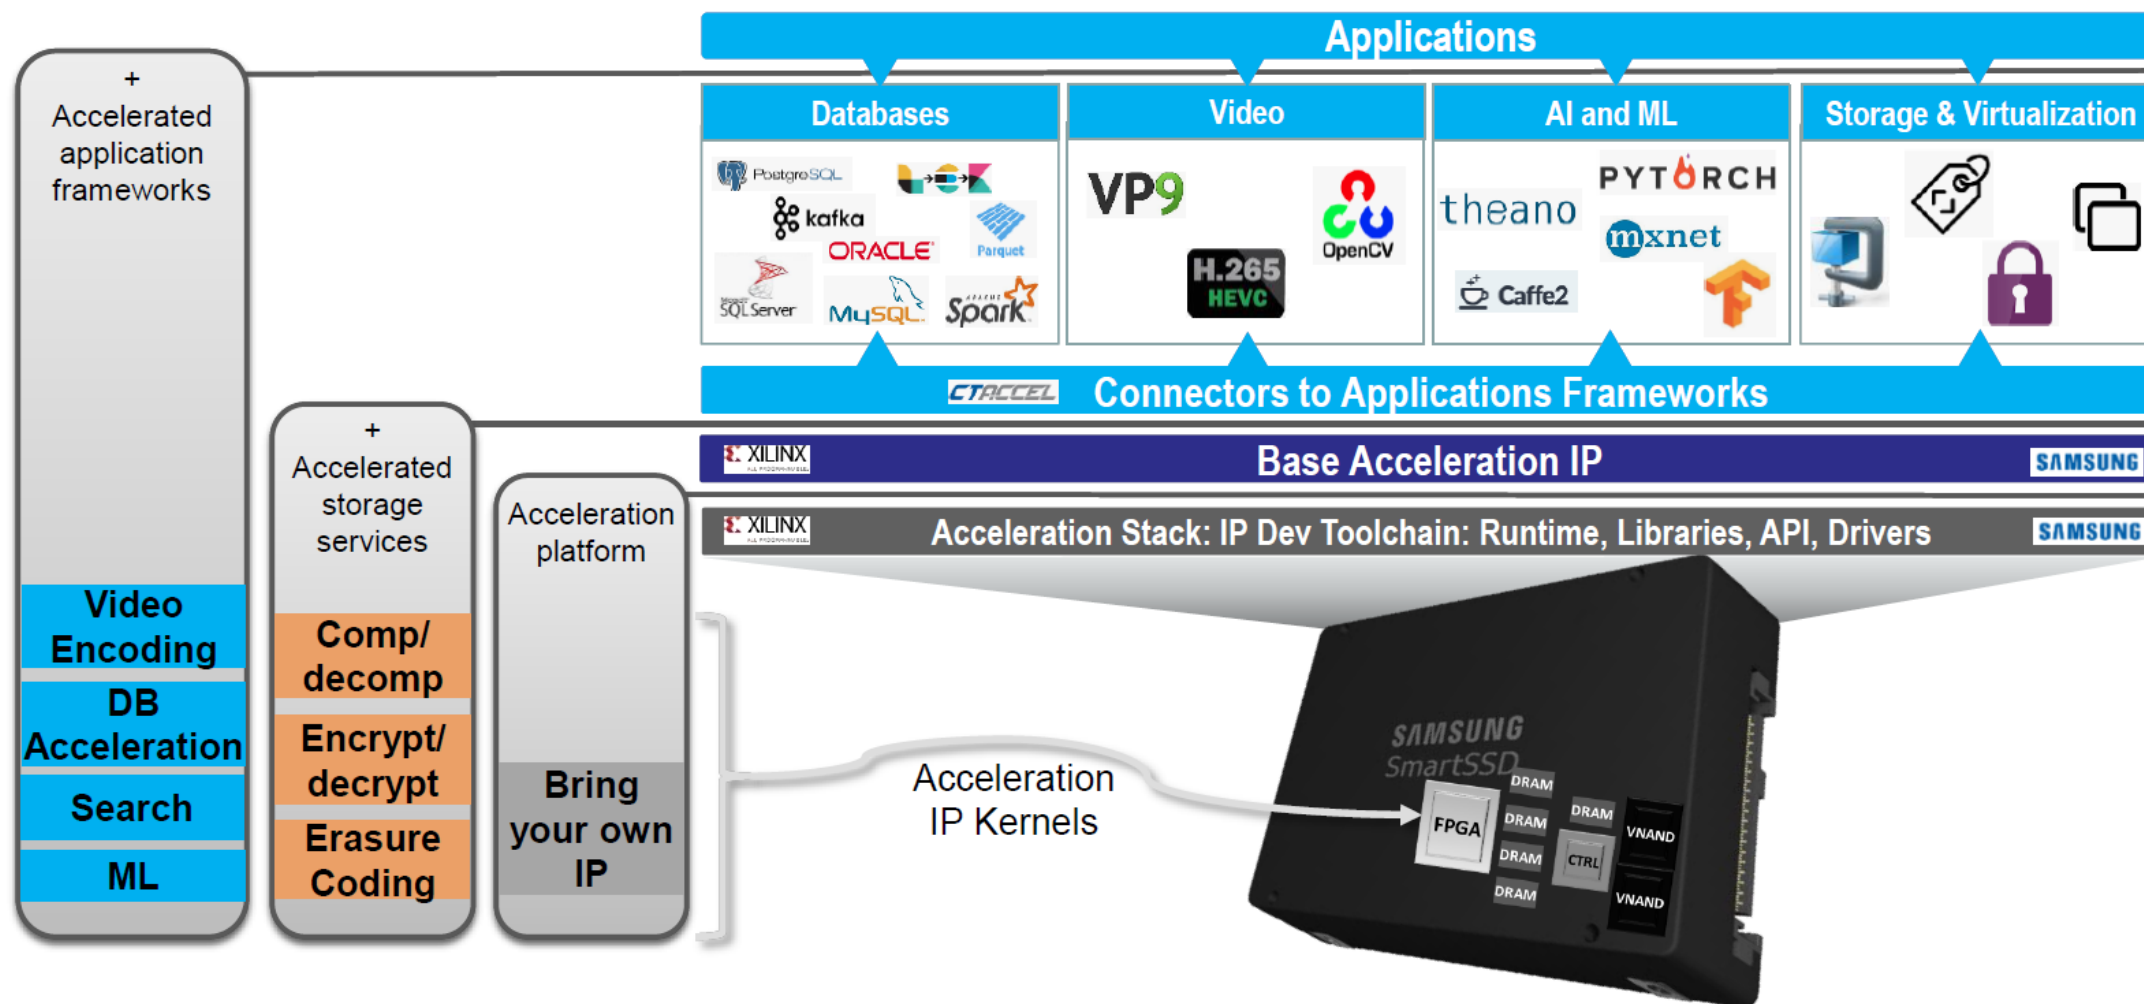 Applications
+
Accelerated
application
frameworks
Databases
Video
AI and ML
Storage & Virtualization
PostgreSQL
kafka
ORACLE
Parquet
Microsoft
SQL Server
MySQL
APACHE
Spark
VP9
H.265
HEVC
OpenCV
PYTORCH
theano
mxnet
Caffe2
CTACCEL
Connectors to Applications Frameworks
+
Accelerated
storage
services
XILINX
Base Acceleration IP
SAMSUNG
Acceleration
platform
XILINX
Acceleration Stack: IP Dev Toolchain: Runtime, Libraries, API, Drivers
SAMSUNG
Video
Encoding
DB
Acceleration
Search
ML
Comp/
decomp
Encrypt/
decrypt
Erasure
Coding
Bring
your own
IP
Acceleration
IP Kernels
SAMSUNG
SmartSSD
FPGA
DRAM
DRAM
DRAM
DRAM
DRAM
CTRL
VNAND
VNAND